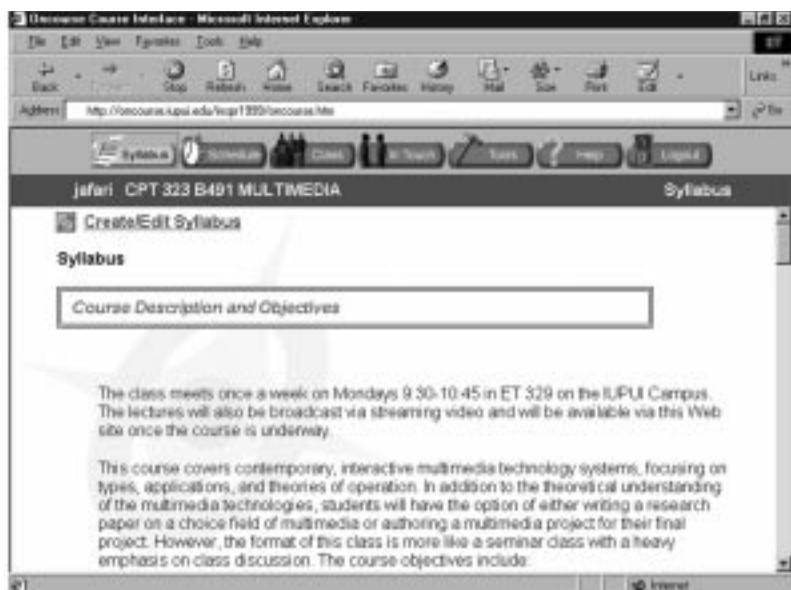 Oncourse Course Interface - Microsoft Internet Explorer
File Edit View Favorites Tools Help
Back Stop Refresh Home Search Favorites History Mail Size Print Edit Links »
Address http://oncourse.iupui.edu/
Syllabus Schedule Class In Touch Tools Help Logout
jafari CPT 323 B491 MULTIMEDIA Syllabus
Create/Edit Syllabus
Syllabus
Course Description and Objectives
The class meets once a week on Mondays 9:30-10:45 in ET 329 on the IUPUI Campus.
The lectures will also be broadcast via streaming video and will be available via this Web
site once the course is underway.
This course covers contemporary, interactive multimedia technology systems, focusing on
types, applications, and theories of operation. In addition to the theoretical understanding
of the multimedia technologies, students will have the option of either writing a research
paper on a choice field of multimedia or authoring a multimedia project for their final
project. However, the format of this class is more like a seminar class with a heavy
emphasis on class discussion. The course objectives include:
Internet